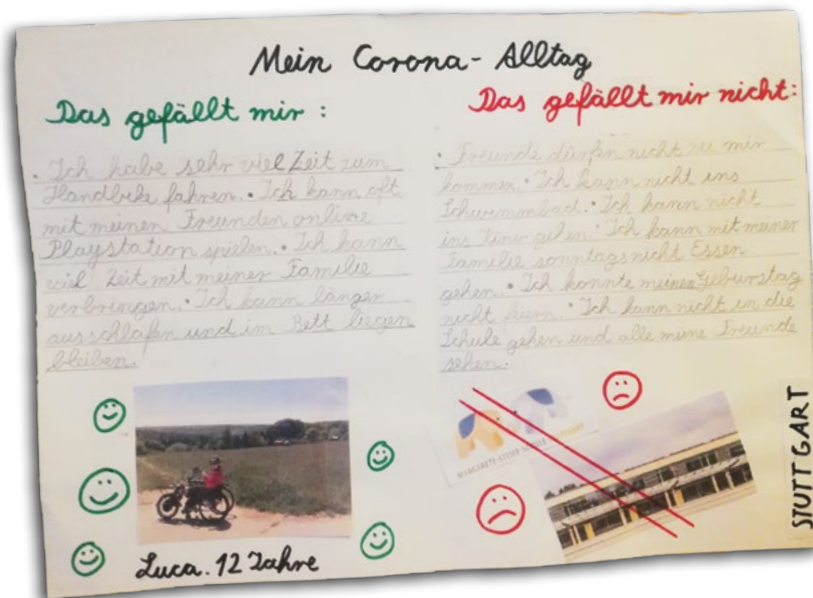 Mein Corona-Alltag
Das gefällt mir :
• Ich habe sehr viel Zeit zum
Handbike fahren. • Ich kann oft
mit meinen Freunden online
Playstation spielen. • Ich kann
viel Zeit mit meiner Familie
verbringen. • Ich kann länger
ausschlafen und im Bett liegen
bleiben.
Das gefällt mir nicht:
• Freunde dürfen nicht zu mir
kommen. • Ich kann nicht ins
Schwimmbad. • Ich kann nicht
ins Kino gehen. • Ich kann mit meiner
Familie sonntags nicht Essen
gehen. • Ich konnte meinen Geburstag
nicht feiern. • Ich kann nicht in die
Schule gehen und alle meine Freunde
sehen.
MARGARETE-STEIFF-SCHULE
Luca. 12 Jahre
STUTTGART